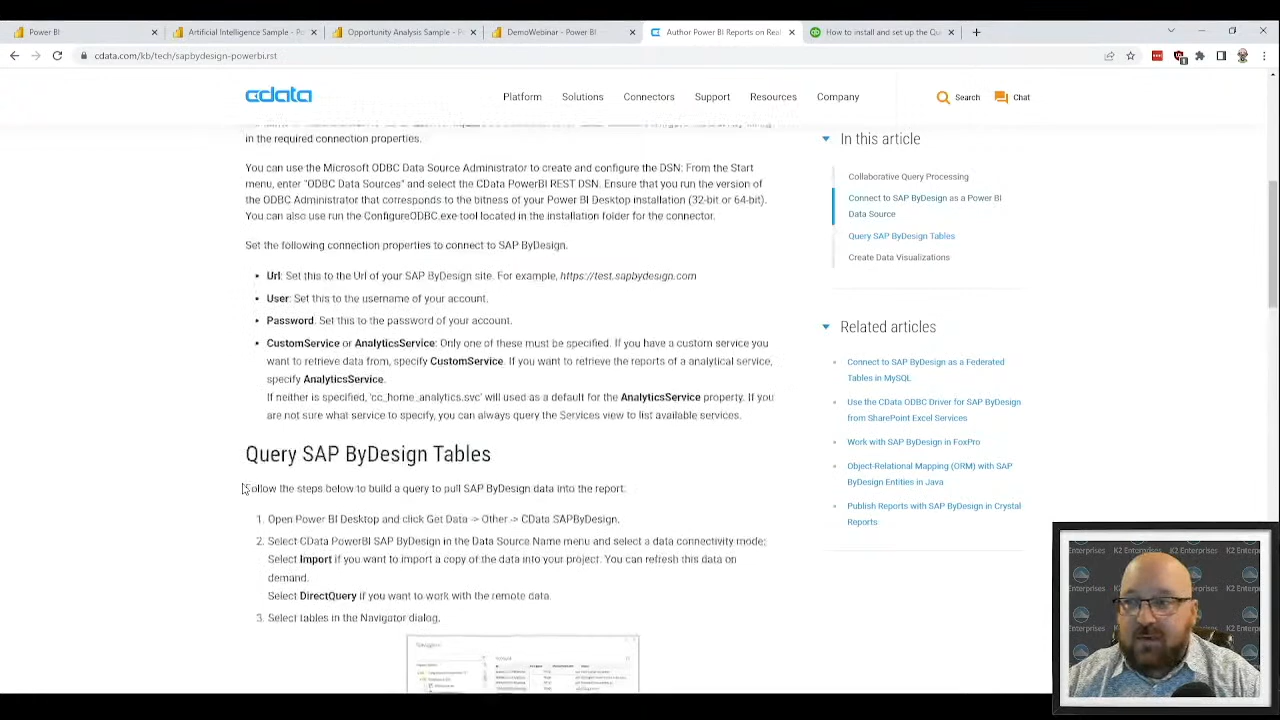 Power BI
Artificial Intelligence Sample - Po
Opportunity Analysis Sample - P
DemoWebinar - Power BI
Author Power BI Reports on Real
How to install and set up the Qu
cdata.com/kb/tech/sapbydesign-powerbi.rst
cdata
Platform
Solutions
Connectors
Support
Resources
Company
Search
Chat
in the required connection properties.
You can use the Microsoft ODBC Data Source Administrator to create and configure the DSN: From the Start
menu, enter "ODBC Data Sources" and select the CData PowerBI REST DSN. Ensure that you run the version of
the ODBC Administrator that corresponds to the bitness of your Power BI Desktop installation (32-bit or 64-bit).
You can also use run the ConfigureODBC.exe tool located in the installation folder for the connector.
Set the following connection properties to connect to SAP ByDesign.
Url: Set this to the Url of your SAP ByDesign site. For example, https://test.sapbydesign.com
User: Set this to the username of your account.
Password. Set this to the password of your account.
CustomService or AnalyticsService: Only one of these must be specified. If you have a custom service you
want to retrieve data from, specify CustomService. If you want to retrieve the reports of a analytical service,
specify AnalyticsService.
If neither is specified, 'cc_home_analytics.svc' will used as a default for the AnalyticsService property. If you
are not sure what service to specify, you can always query the Services view to list available services.
Query SAP ByDesign Tables
Follow the steps below to build a query to pull SAP ByDesign data into the report:
1. Open Power BI Desktop and click Get Data -> Other -> CData SAPByDesign.
2. Select CData PowerBI SAP ByDesign in the Data Source Name menu and select a data connectivity mode:
Select Import if you want to import a copy of the data into your project. You can refresh this data on
demand.
Select DirectQuery if you want to work with the remote data.
3. Select tables in the Navigator dialog.
Navigator
In this article
Collaborative Query Processing
Connect to SAP ByDesign as a Power BI
Data Source
Query SAP ByDesign Tables
Create Data Visualizations
Related articles
Connect to SAP ByDesign as a Federated
Tables in MySQL
Use the CData ODBC Driver for SAP ByDesign
from SharePoint Excel Services
Work with SAP ByDesign in FoxPro
Object-Relational Mapping (ORM) with SAP
ByDesign Entities in Java
Publish Reports with SAP ByDesign in Crystal
Reports
Enterprises K2 Enterprises K2 Enterprises K2 E
K2 Enterprises